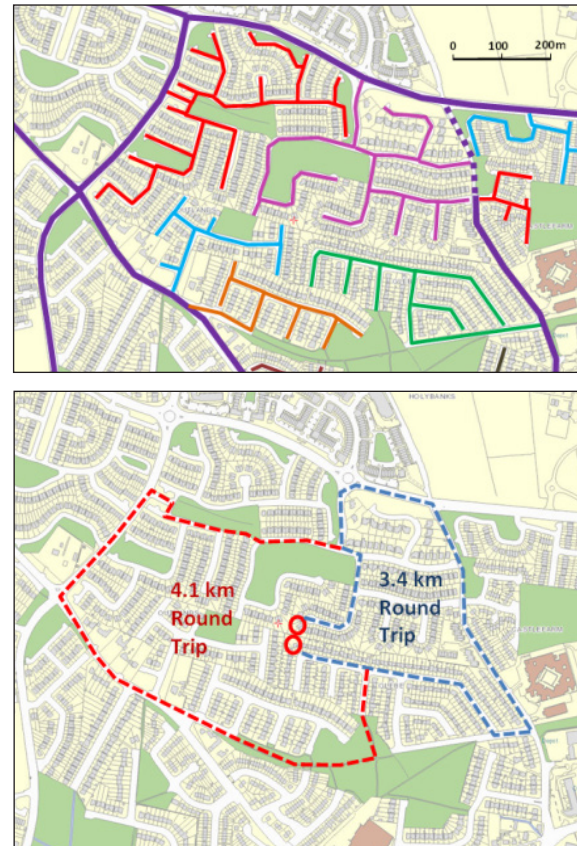 0 100 200m
HOLYBANKS
4.1 km
Round
Trip
3.4 km
Round
Trip